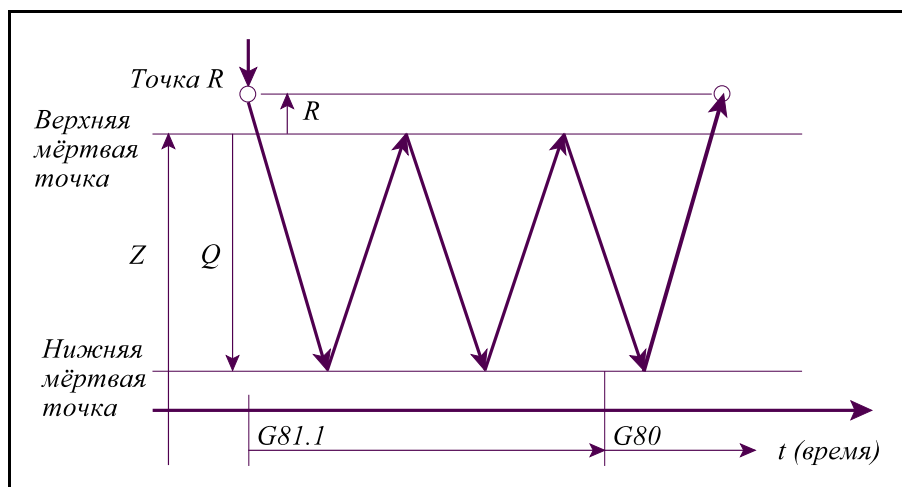 Точка R
R
Верхняя
мёртвая
точка
Z
Q
Нижняя
мёртвая
точка
G81.1
G80
t (время)